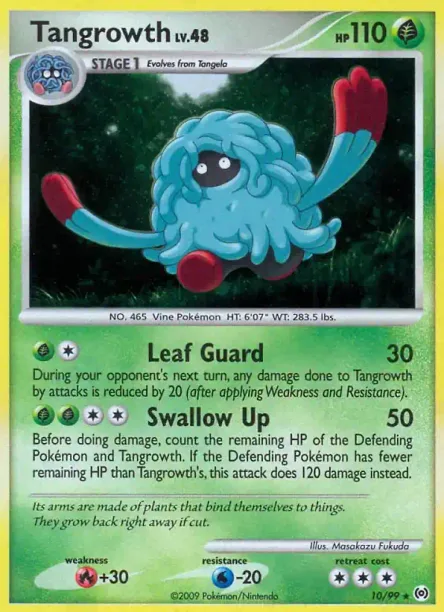 Tangrowth LV.48 HP 110
STAGE 1 Evolves from Tangela
NO. 465 Vine Pokémon HT: 6'07" WT: 283.5 lbs.
Leaf Guard 30
During your opponent's next turn, any damage done to Tangrowth
by attacks is reduced by 20 (after applying Weakness and Resistance).
Swallow Up 50
Before doing damage, count the remaining HP of the Defending
Pokémon and Tangrowth. If the Defending Pokémon has fewer
remaining HP than Tangrowth's, this attack does 120 damage instead.
Its arms are made of plants that bind themselves to things.
They grow back right away if cut.
Illus. Masakazu Fukuda
weakness resistance retreat cost
+30 -20
©2009 Pokémon/Nintendo 10/99 ★